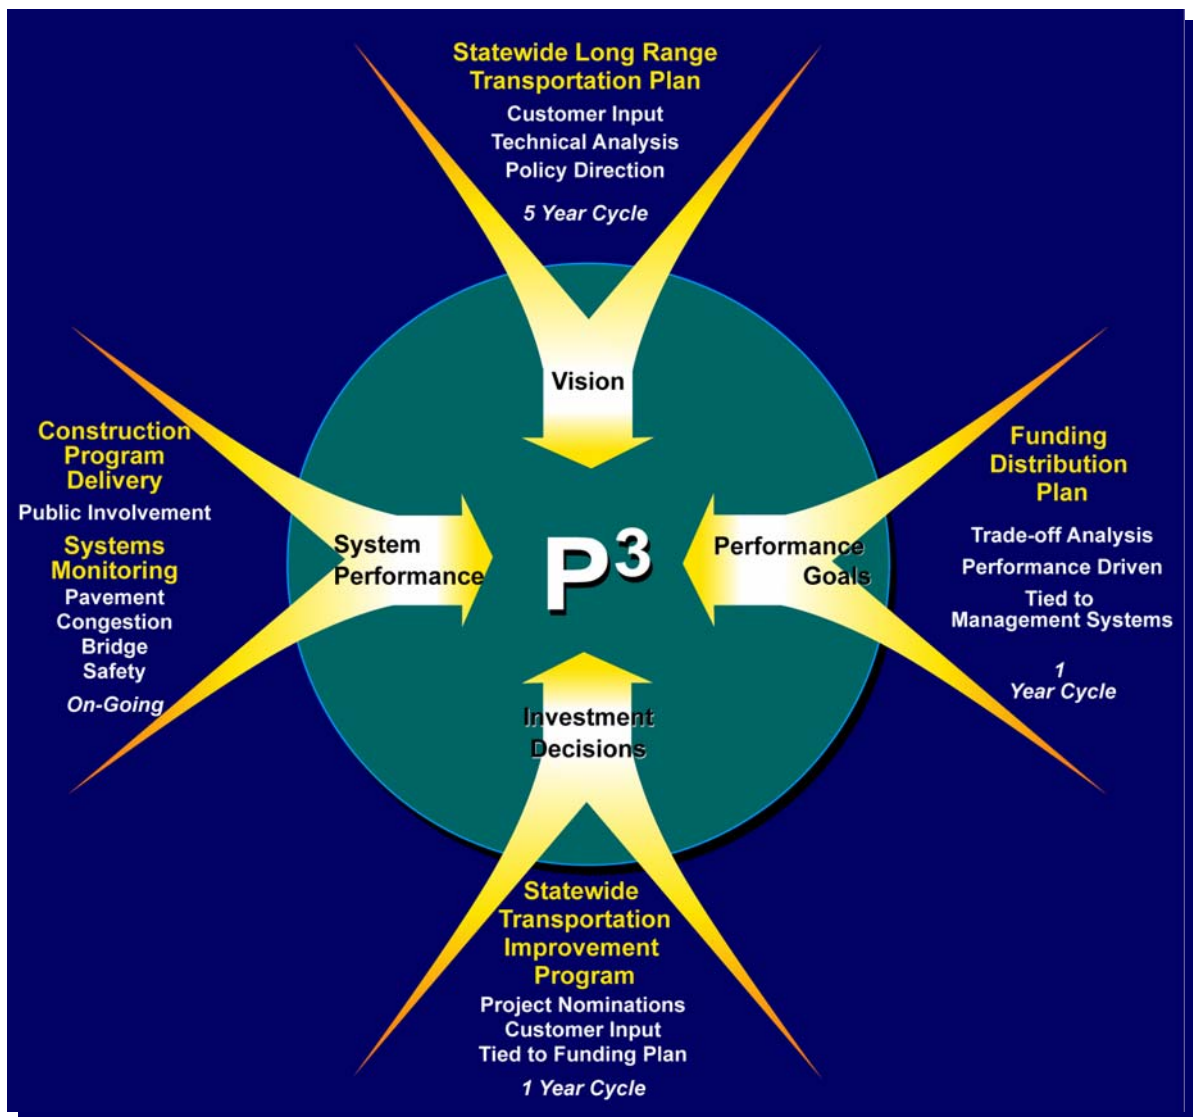 Statewide Long Range
Transportation Plan
Customer Input
Technical Analysis
Policy Direction
5 Year Cycle
Vision
Construction
Program
Delivery
Public Involvement
Systems
Monitoring
Pavement
Congestion
Bridge
Safety
On-Going
System
Performance
P³
Performance
Goals
Funding
Distribution
Plan
Trade-off Analysis
Performance Driven
Tied to
Management Systems
1
Year Cycle
Investment
Decisions
Statewide
Transportation
Improvement
Program
Project Nominations
Customer Input
Tied to Funding Plan
1 Year Cycle